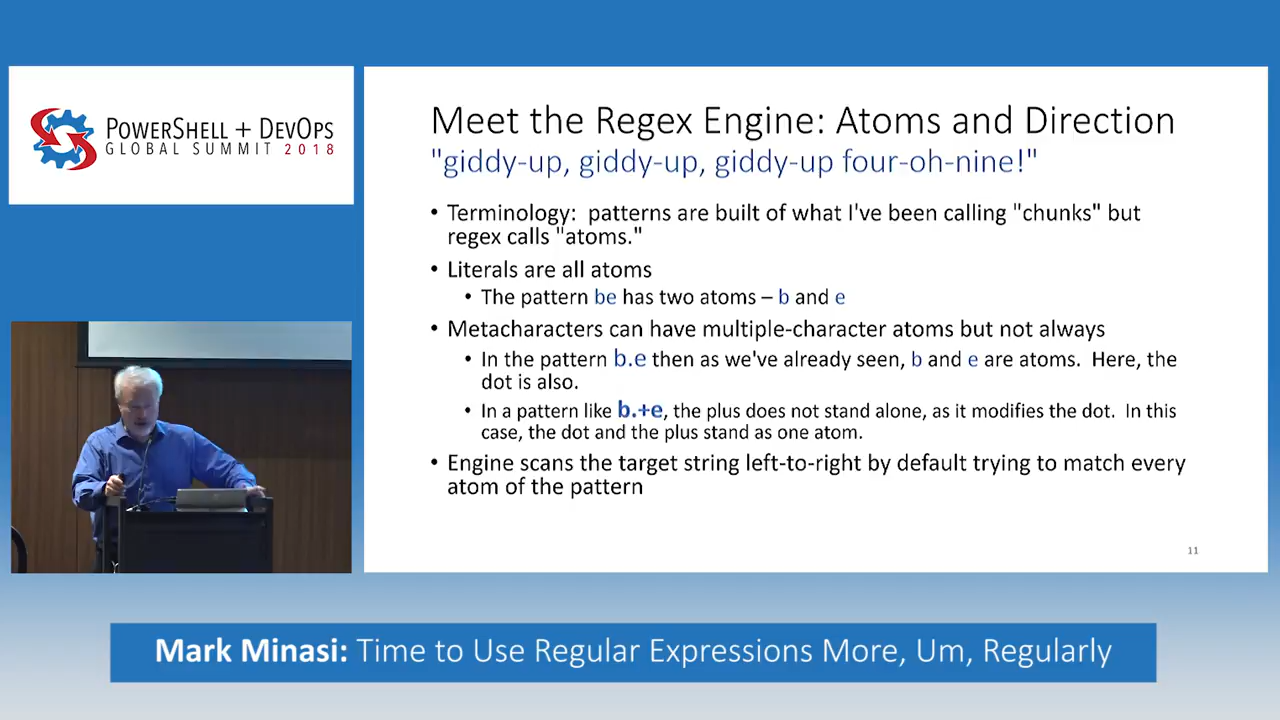 POWERSHELL + DEVOPS
GLOBAL SUMMIT 2018
Meet the Regex Engine: Atoms and Direction
"giddy-up, giddy-up, giddy-up four-oh-nine!"
• Terminology: patterns are built of what I've been calling "chunks" but
regex calls "atoms."
• Literals are all atoms
• The pattern be has two atoms – b and e
• Metacharacters can have multiple-character atoms but not always
• In the pattern b.e then as we've already seen, b and e are atoms. Here, the
dot is also.
• In a pattern like b.+e, the plus does not stand alone, as it modifies the dot. In this
case, the dot and the plus stand as one atom.
• Engine scans the target string left-to-right by default trying to match every
atom of the pattern
11
Mark Minasi: Time to Use Regular Expressions More, Um, Regularly